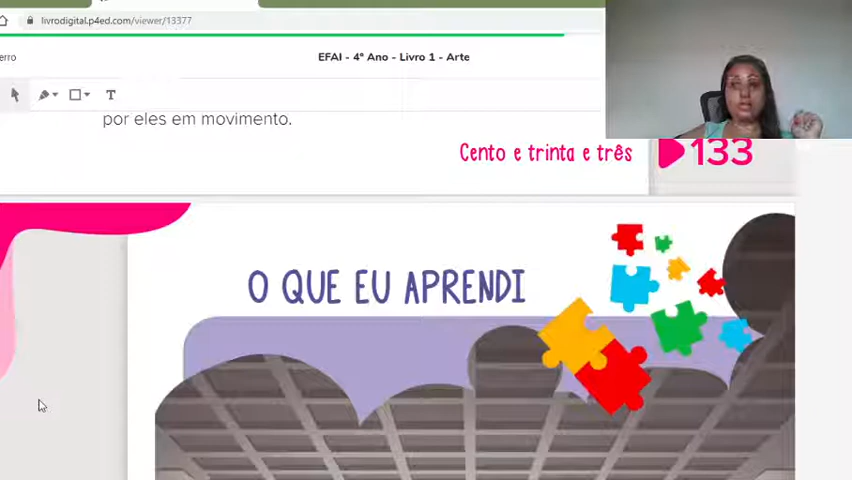 livrodigital.p4ed.com/viewer/13377
erro
EFAI - 4º Ano - Livro 1 - Arte
T
por eles em movimento.
Cento e trinta e três 133
O QUE EU APRENDI